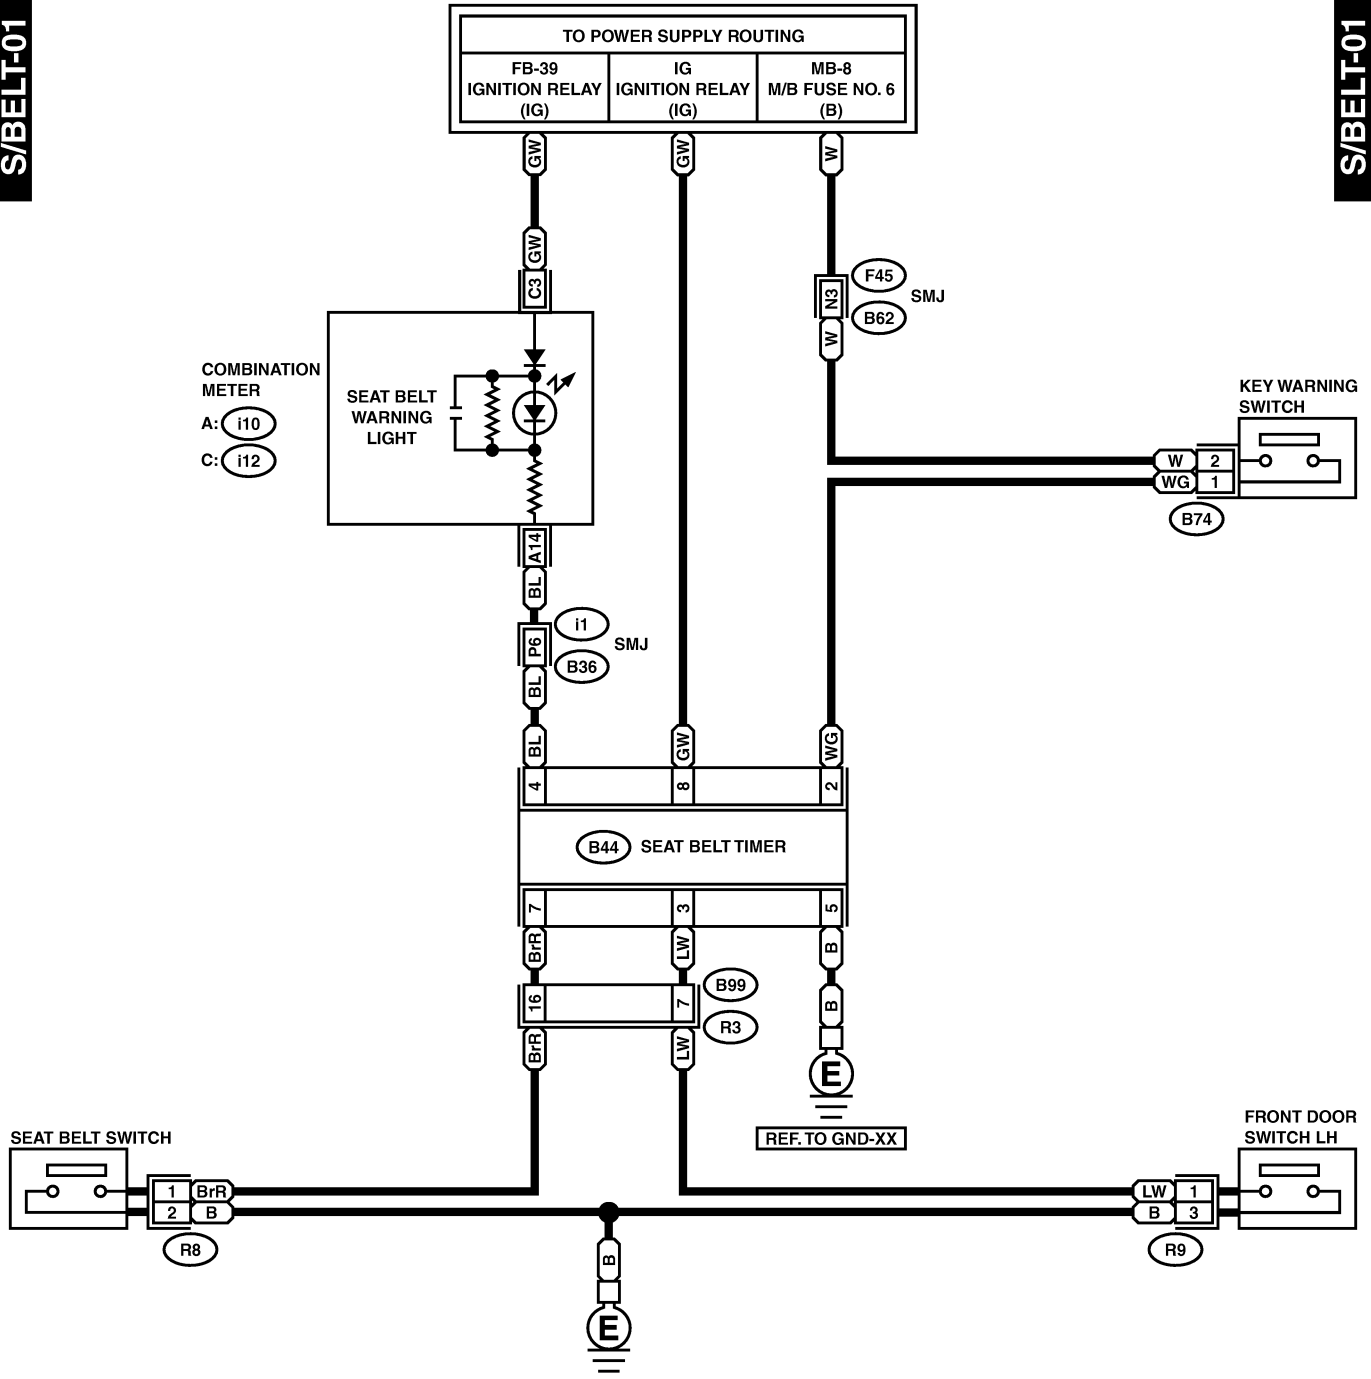 S/BELT-01
S/BELT-01
TO POWER SUPPLY ROUTING
FB-39
IGNITION RELAY
(IG)
IG
IGNITION RELAY
(IG)
MB-8
M/B FUSE NO. 6
(B)
GW
GW
W
GW
C3
N3
F45
B62
SMJ
W
COMBINATION
METER
A: i10
C: i12
SEAT BELT
WARNING
LIGHT
KEY WARNING
SWITCH
W 2
WG 1
B74
A14
BL
P6
i1
B36
SMJ
BL
BL
GW
WG
4
8
2
B44 SEAT BELT TIMER
7
3
5
BrR
LW
B
16
7
B99
R3
B
BrR
LW
E
REF. TO GND-XX
SEAT BELT SWITCH
1 BrR
2 B
R8
FRONT DOOR
SWITCH LH
LW 1
B 3
R9
B
E